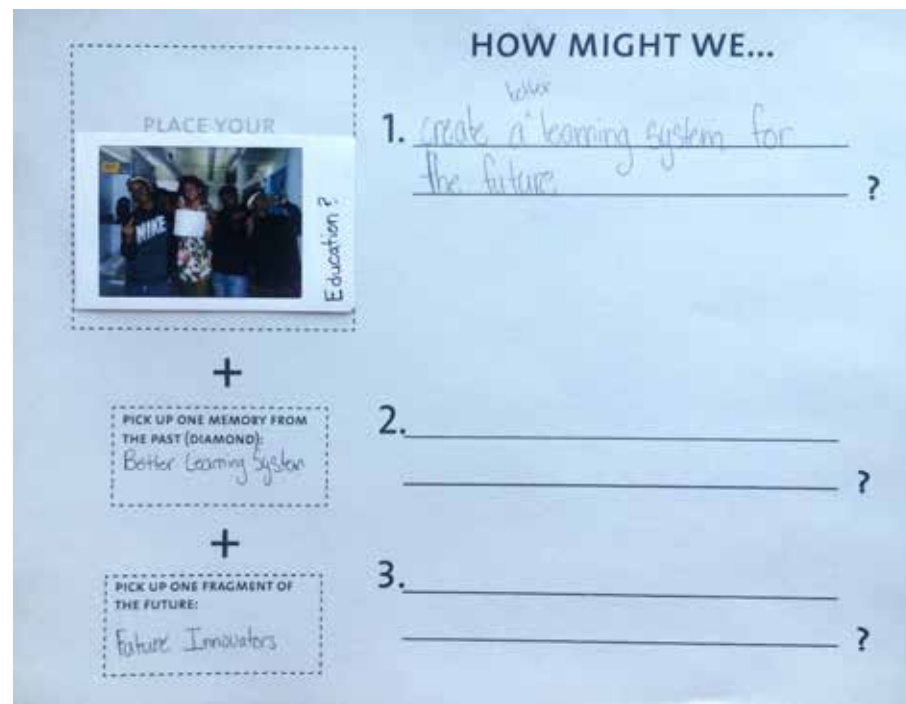 HOW MIGHT WE...
PLACE YOUR
NIKE
Education?
better
1. create a ^ learning system for
the future ?
+
PICK UP ONE MEMORY FROM
THE PAST (DIAMOND):
Better Learning System
+
PICK UP ONE FRAGMENT OF
THE FUTURE:
Future Innovators
2.
?
3.
?